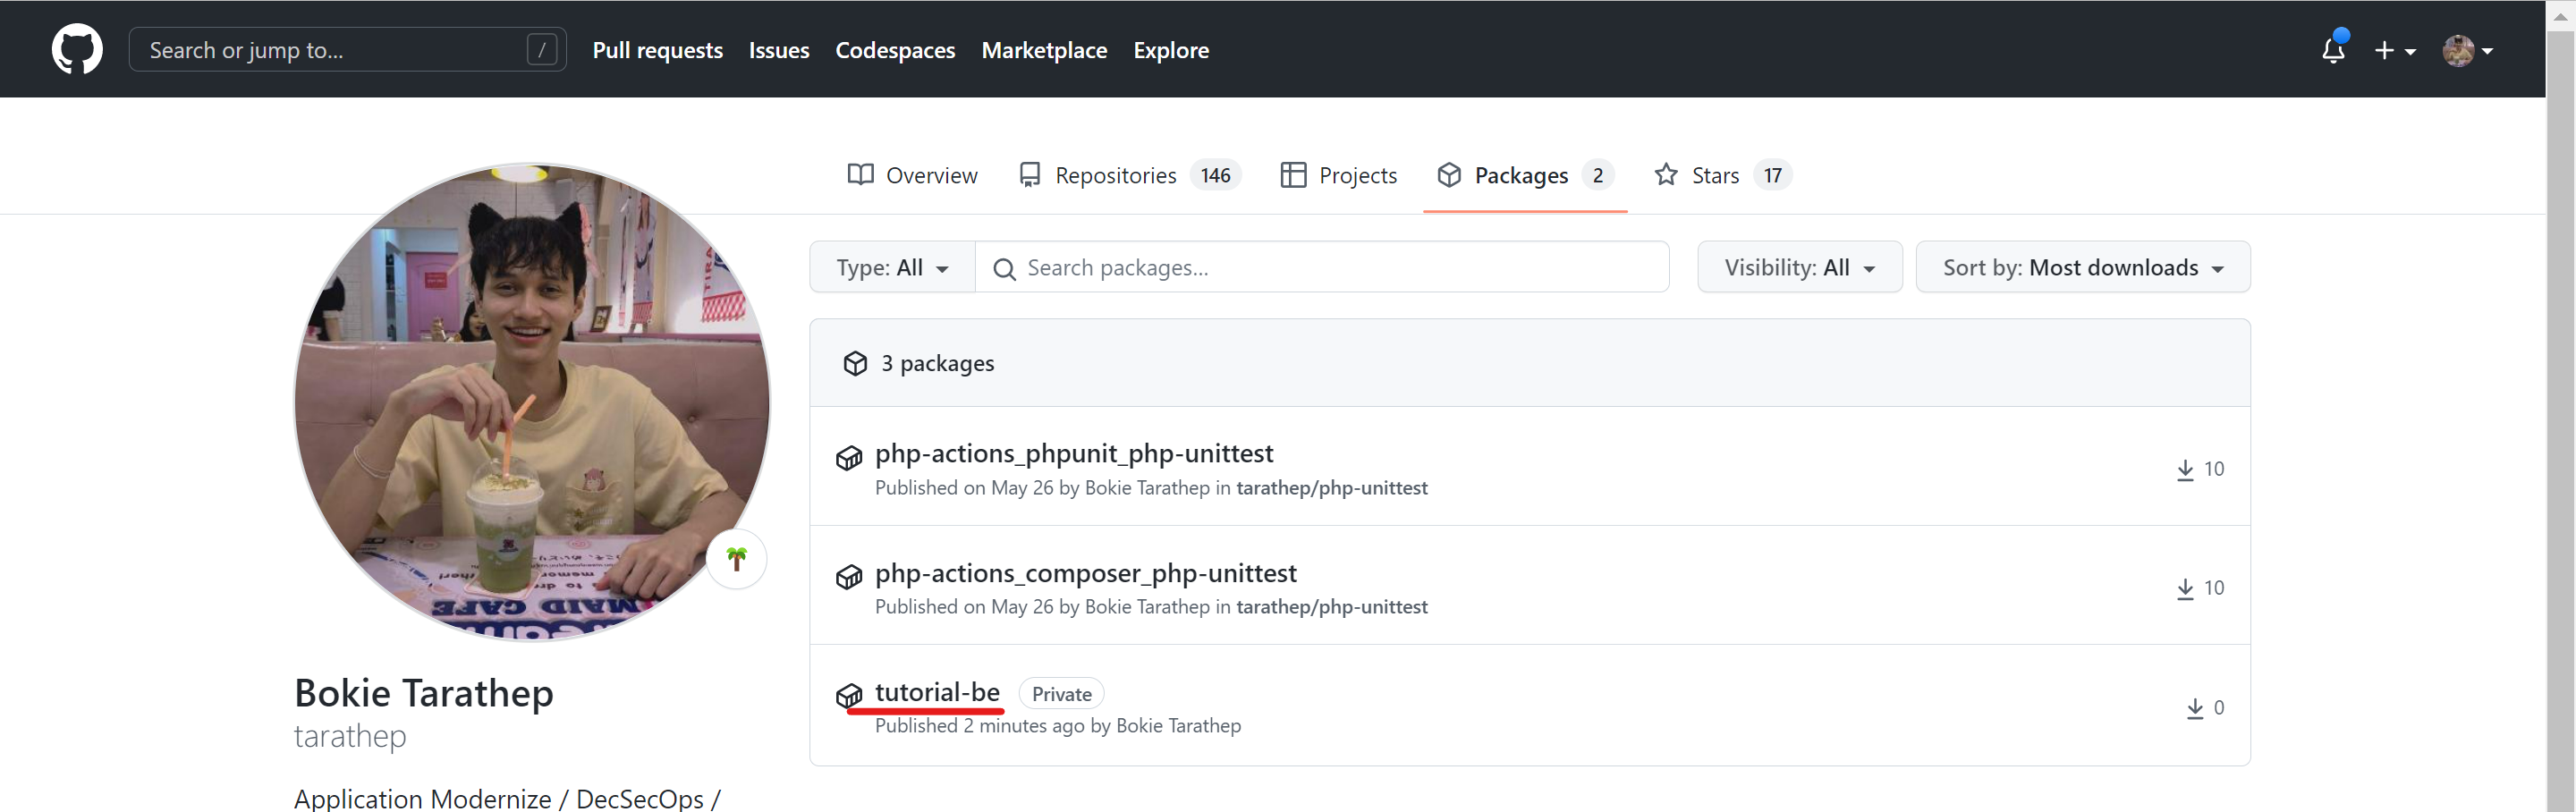 Search or jump to... / Pull requests Issues Codespaces Marketplace Explore
Overview Repositories 146 Projects Packages 2 Stars 17
Type: All Search packages... Visibility: All Sort by: Most downloads
3 packages
php-actions_phpunit_php-unittest
Published on May 26 by Bokie Tarathep in tarathep/php-unittest
10
php-actions_composer_php-unittest
Published on May 26 by Bokie Tarathep in tarathep/php-unittest
10
tutorial-be Private
Published 2 minutes ago by Bokie Tarathep
0
MAID CAFE
Bokie Tarathep
tarathep
Application Modernize / DecSecOps /